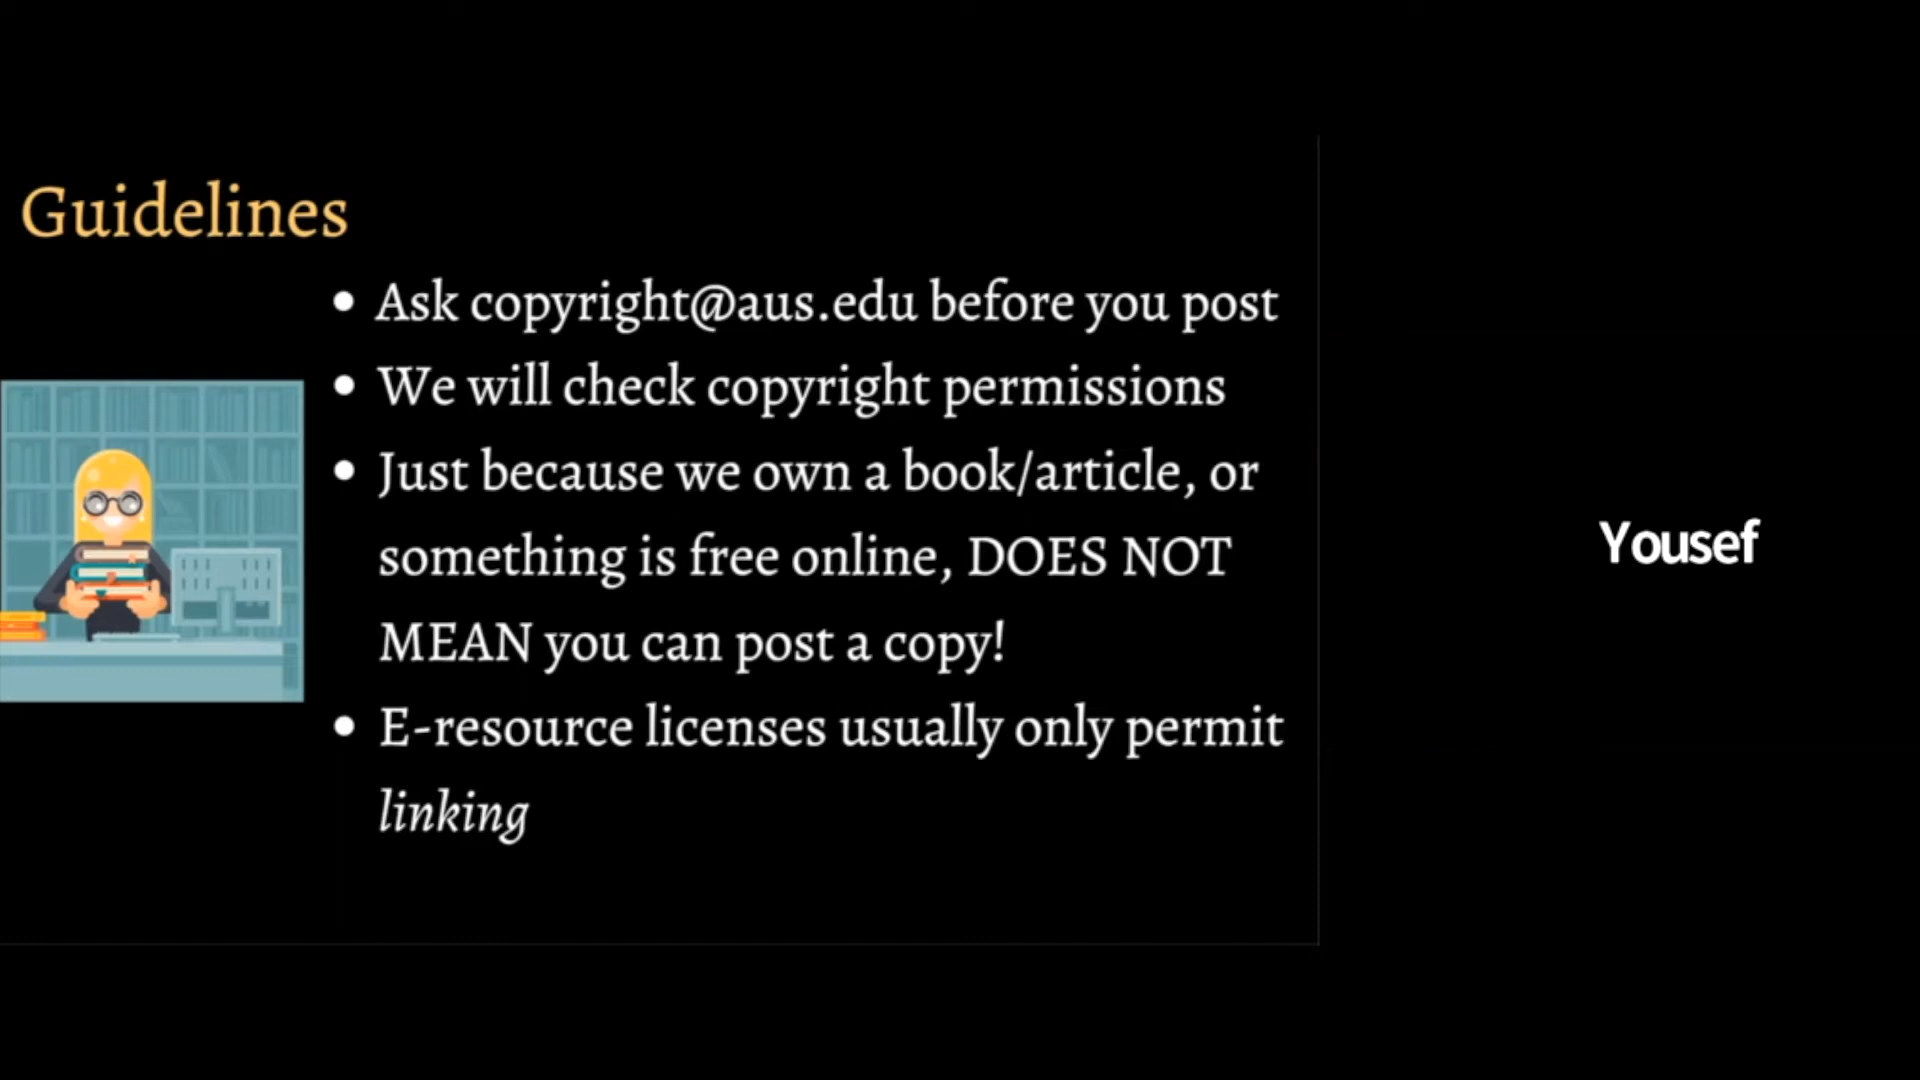 Guidelines
• Ask copyright@aus.edu before you post
• We will check copyright permissions
• Just because we own a book/article, or
something is free online, DOES NOT
MEAN you can post a copy!
• E-resource licenses usually only permit
linking
Yousef